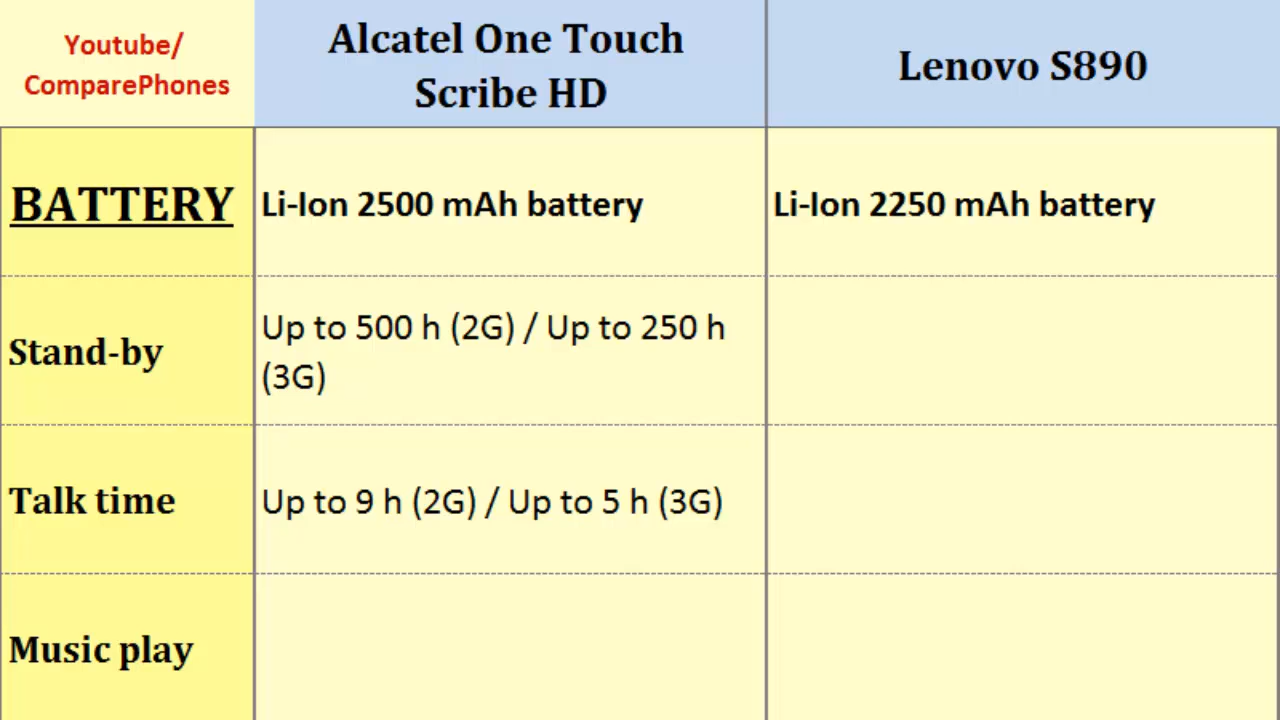 Youtube/
ComparePhones
Alcatel One Touch
Scribe HD
Lenovo S890
BATTERY
Li-Ion 2500 mAh battery
Li-Ion 2250 mAh battery
Stand-by
Up to 500 h (2G) / Up to 250 h
(3G)
Talk time
Up to 9 h (2G) / Up to 5 h (3G)
Music play